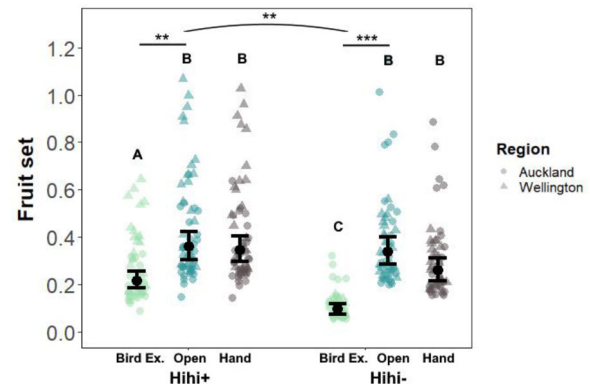 **
**
***
1.2
B
B
B
B
1.0
0.8
A
0.6
C
0.4
0.2
0.0
Fruit set
Region
Auckland
Wellington
Bird Ex. Open Hand
Bird Ex. Open Hand
Hihi+
Hihi-